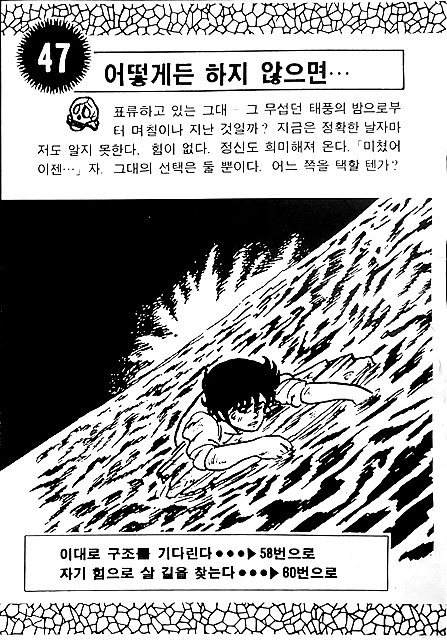 47
어떻게든 하지 않으면…
표류하고 있는 그대— 그 무섭던 태풍의 밤으로부
터 며칠이나 지난 것일까? 지금은 정확한 날자마
저도 알지 못한다. 힘이 없다. 정신도 희미해져 온다. 「미쳤어
이젠…」 자. 그대의 선택은 둘 뿐이다. 어느 쪽을 택할 텐가?
이대로 구조를 기다린다●●●▶58번으로
자기 힘으로 살 길을 찾는다●●●▶60번으로